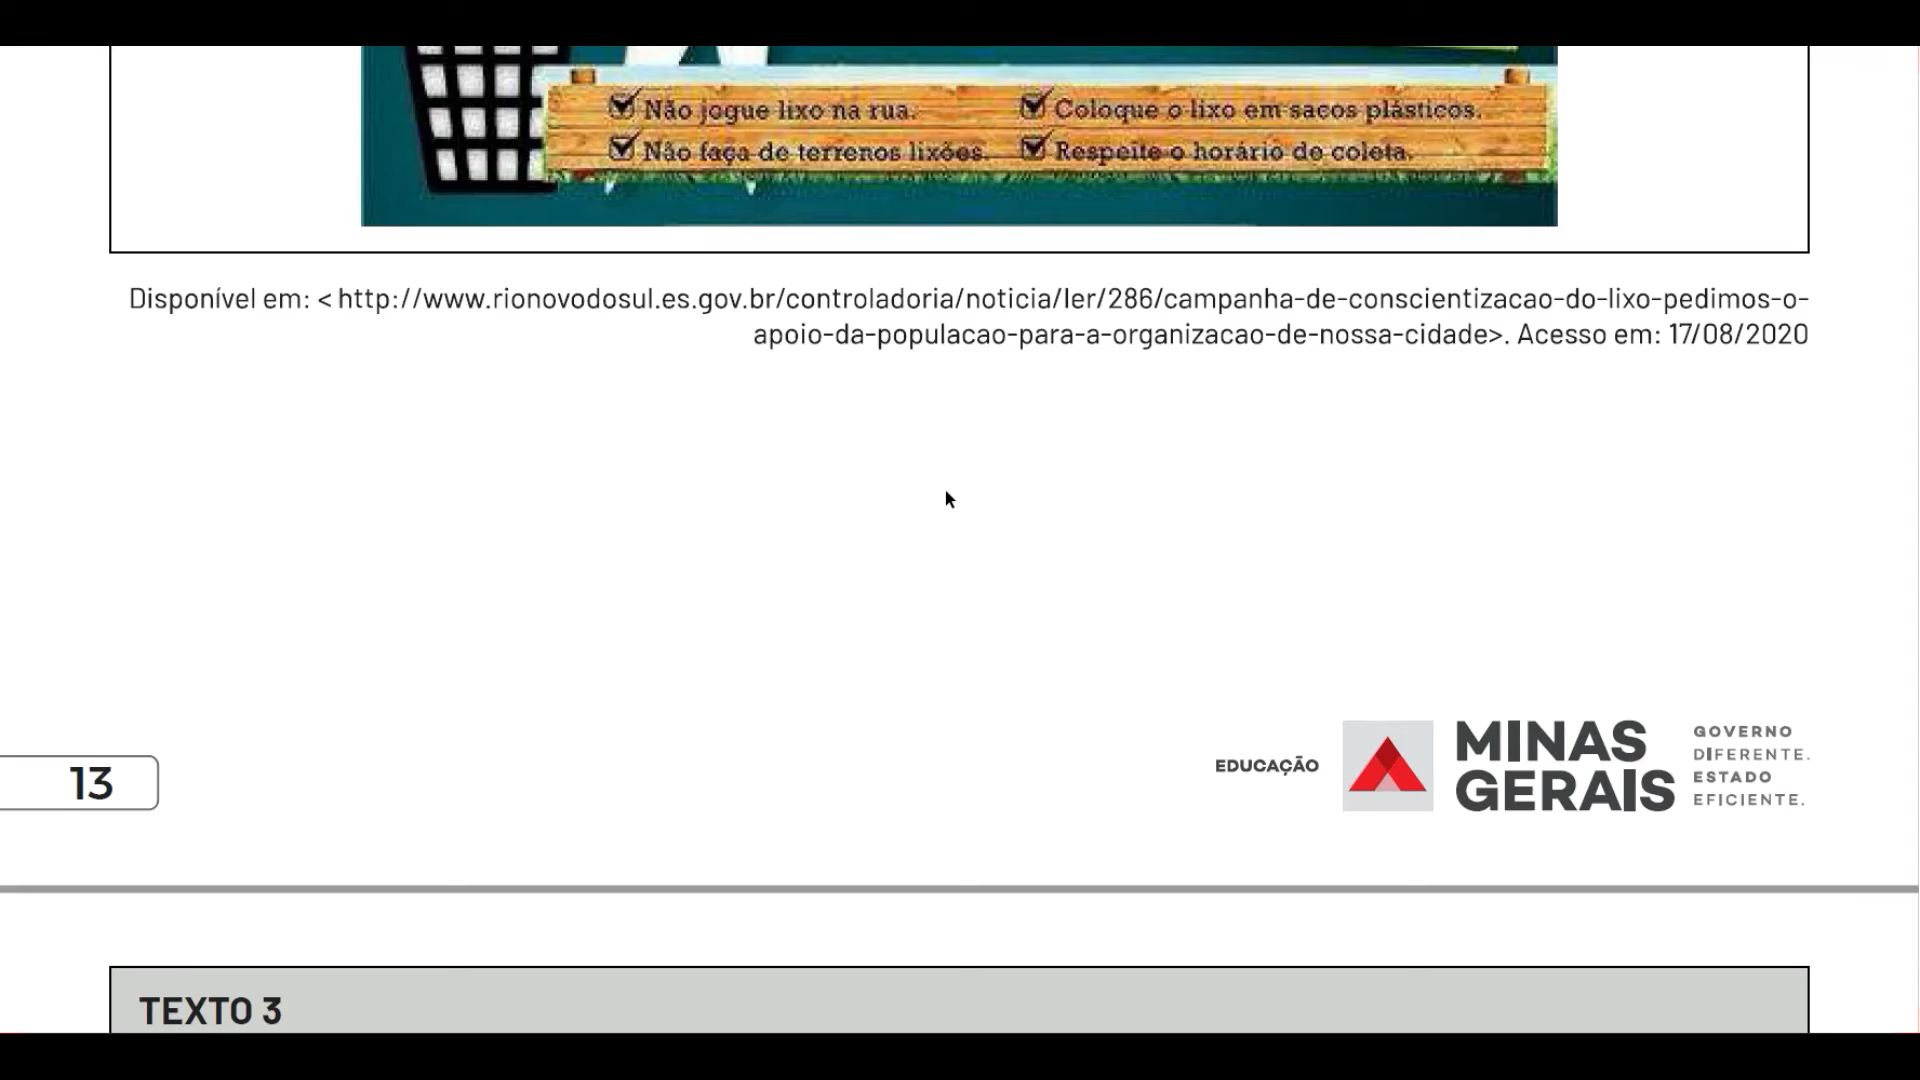 Não jogue lixo na rua.
Coloque o lixo em sacos plásticos.
Não faça de terrenos lixões.
Respeite o horário de coleta.
Disponível em: < http://www.rionovodosul.es.gov.br/controladoria/noticia/ler/286/campanha-de-conscientizacao-do-lixo-pedimos-o-
apoio-da-populacao-para-a-organizacao-de-nossa-cidade>. Acesso em: 17/08/2020
13
EDUCAÇÃO
MINAS
GERAIS
GOVERNO
DIFERENTE.
ESTADO
EFICIENTE.
TEXTO 3